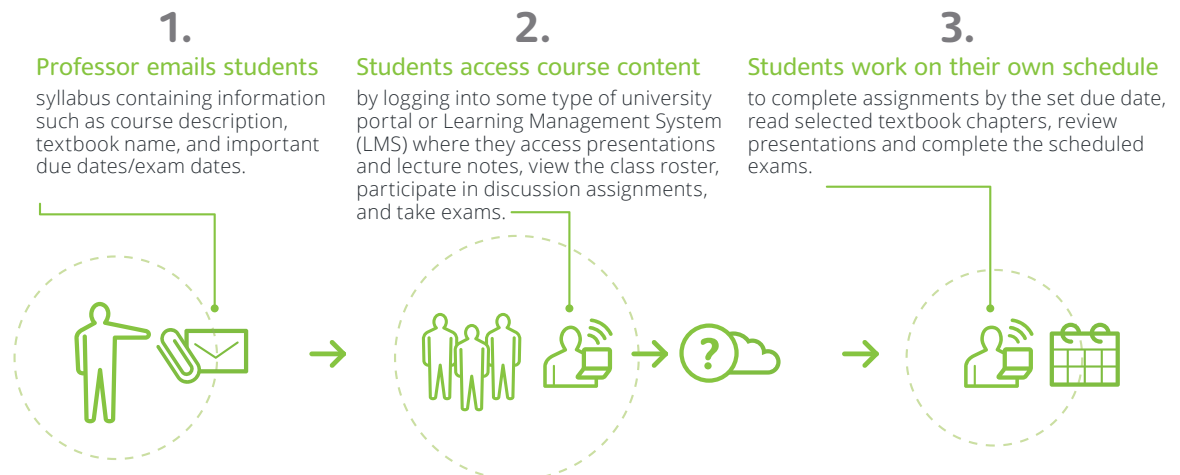 1.
Professor emails students
syllabus containing information
such as course description,
textbook name, and important
due dates/exam dates.
2.
Students access course content
by logging into some type of university
portal or Learning Management System
(LMS) where they access presentations
and lecture notes, view the class roster,
participate in discussion assignments,
and take exams.
?
3.
Students work on their own schedule
to complete assignments by the set due date,
read selected textbook chapters, review
presentations and complete the scheduled
exams.